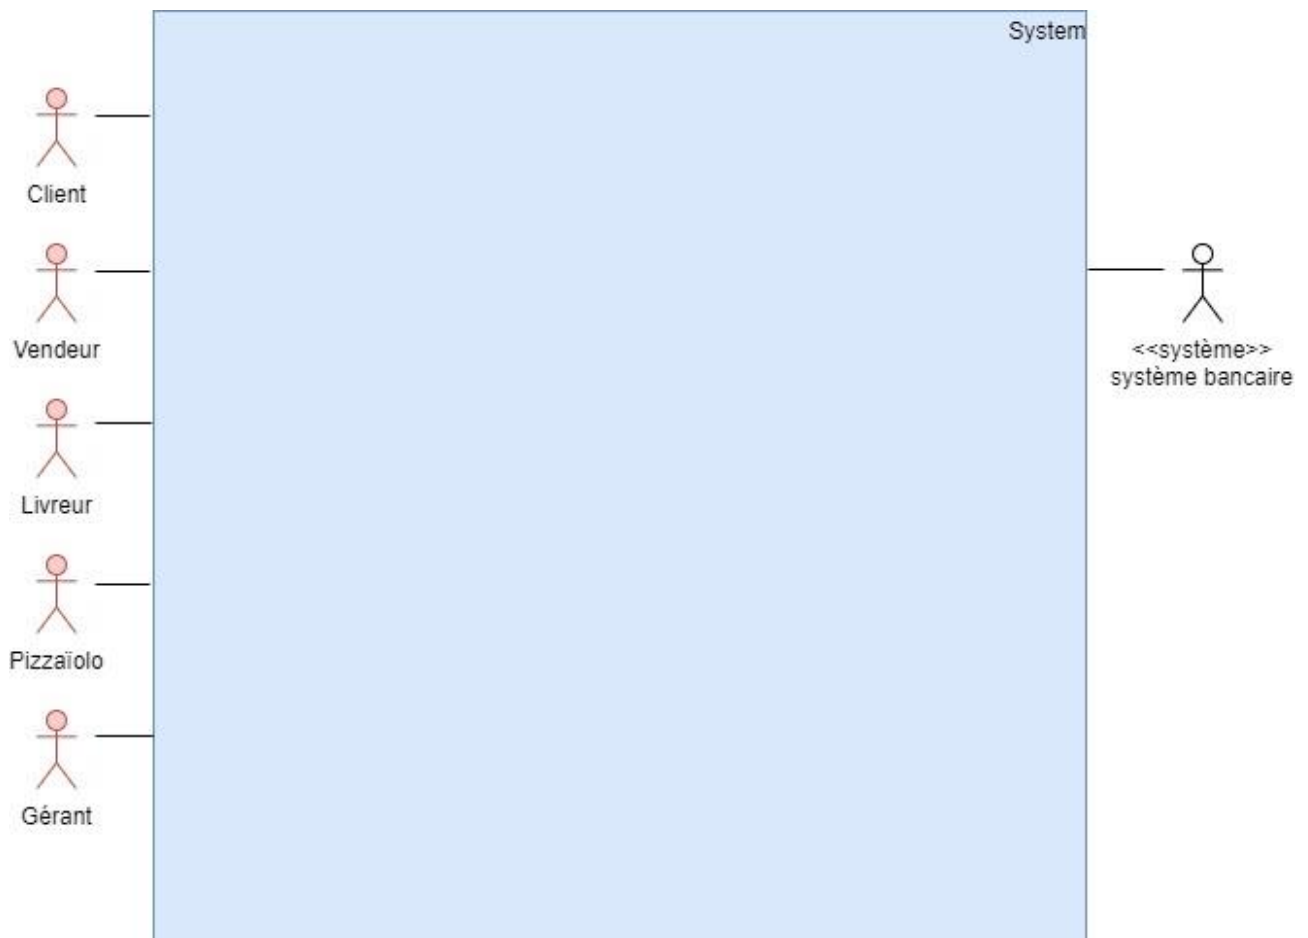 System
Client
Vendeur
<<système>>
système bancaire
Livreur
Pizzaïolo
Gérant